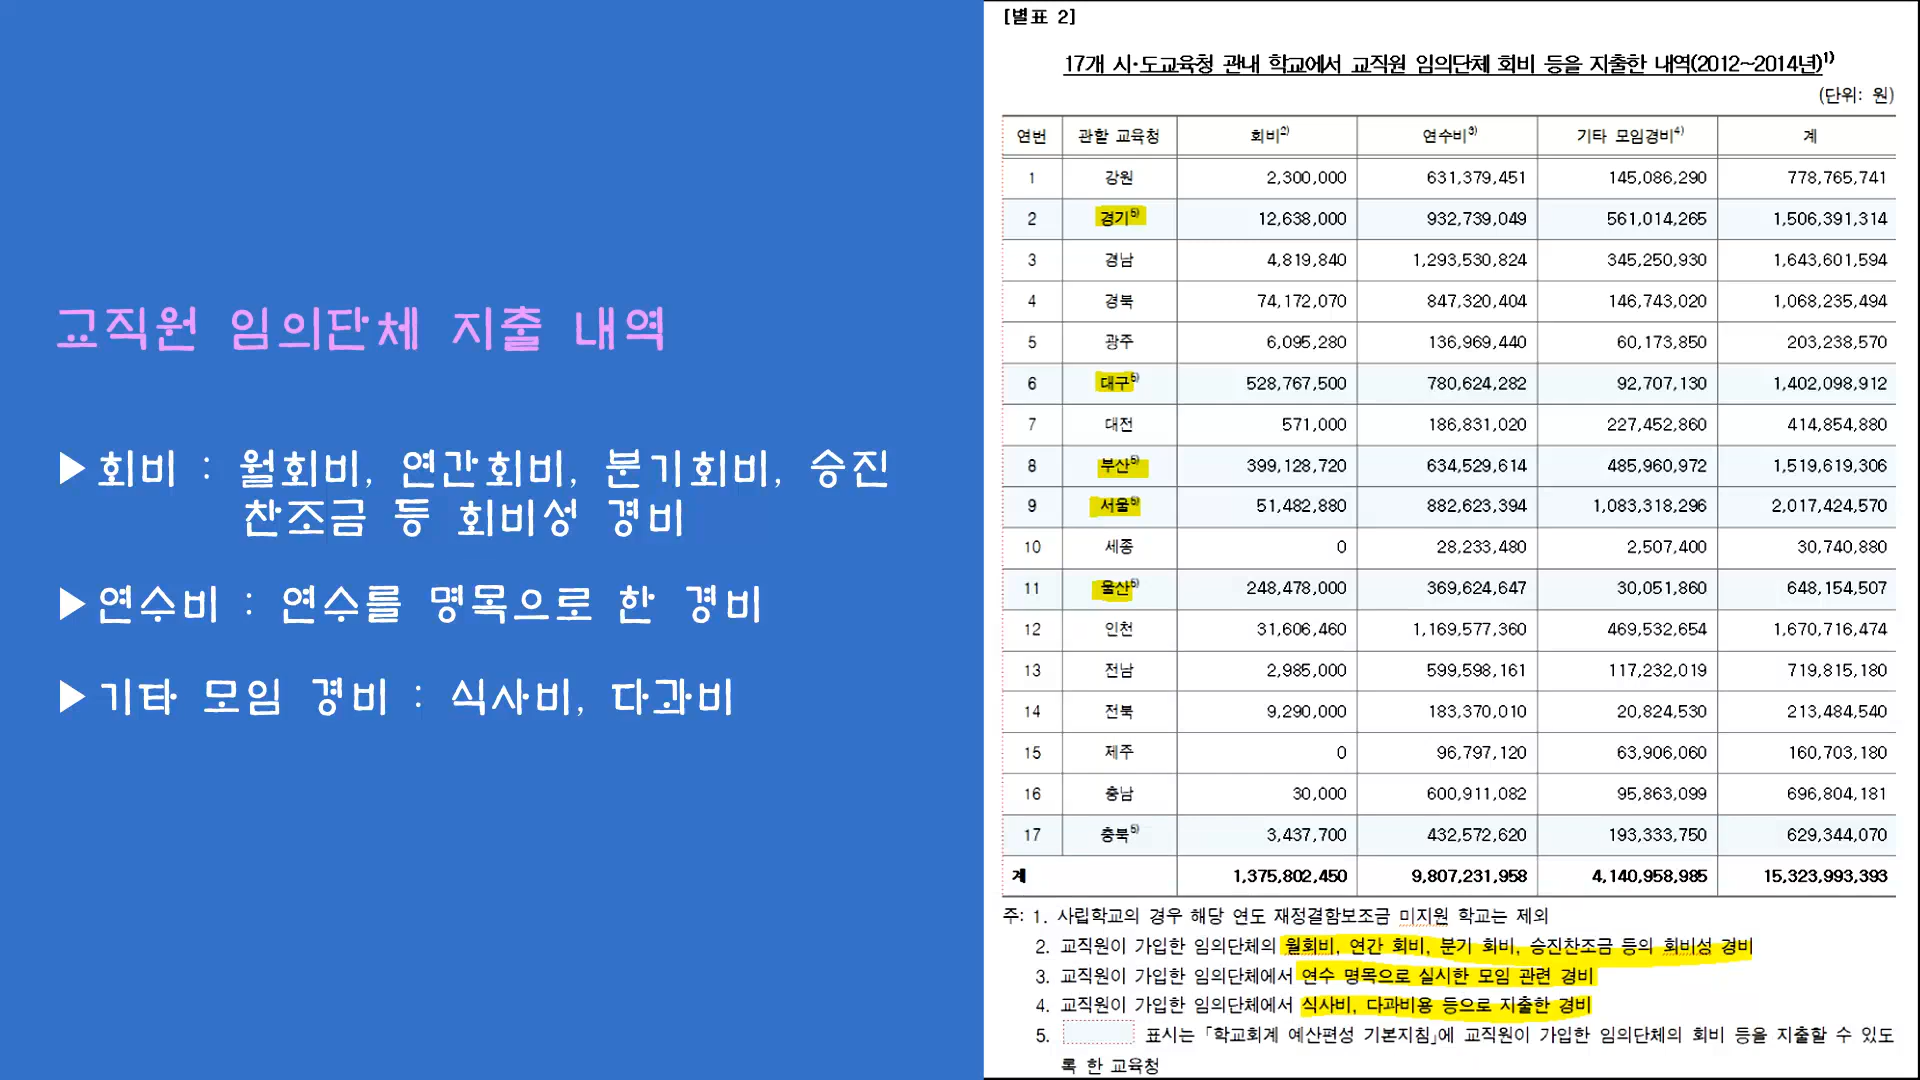 교직원 임의단체 지출 내역
▶회비 : 월회비, 연간회비, 분기회비, 승진
찬조금 등 회비성 경비
▶연수비 : 연수를 명목으로 한 경비
▶기타 모임 경비 : 식사비, 다과비
[별표 2]
17개 시·도교육청 관내 학교에서 교직원 임의단체 회비 등을 지출한 내역(2012~2014년)1)
(단위: 원)
연번 관할 교육청 회비2) 연수비3) 기타 모임경비4) 계
1 강원 2,300,000 631,379,451 145,086,290 778,765,741
2 경기5) 12,638,000 932,739,049 561,014,265 1,506,391,314
3 경남 4,819,840 1,293,530,824 345,250,930 1,643,601,594
4 경북 74,172,070 847,320,404 146,743,020 1,068,235,494
5 광주 6,095,280 136,969,440 60,173,850 203,238,570
6 대구5) 528,767,500 780,624,282 92,707,130 1,402,098,912
7 대전 571,000 186,831,020 227,452,860 414,854,880
8 부산5) 399,128,720 634,529,614 485,960,972 1,519,619,306
9 서울5) 51,482,880 882,623,394 1,083,318,296 2,017,424,570
10 세종 0 28,233,480 2,507,400 30,740,880
11 울산5) 248,478,000 369,624,647 30,051,860 648,154,507
12 인천 31,606,460 1,169,577,360 469,532,654 1,670,716,474
13 전남 2,985,000 599,598,161 117,232,019 719,815,180
14 전북 9,290,000 183,370,010 20,824,530 213,484,540
15 제주 0 96,797,120 63,906,060 160,703,180
16 충남 30,000 600,911,082 95,863,099 696,804,181
17 충북5) 3,437,700 432,572,620 193,333,750 629,344,070
계 1,375,802,450 9,807,231,958 4,140,958,985 15,323,993,393
주: 1. 사립학교의 경우 해당 연도 재정결함보조금 미지원 학교는 제외
2. 교직원이 가입한 임의단체의 월회비, 연간 회비, 분기 회비, 승진찬조금 등의 회비성 경비
3. 교직원이 가입한 임의단체에서 연수 명목으로 실시한 모임 관련 경비
4. 교직원이 가입한 임의단체에서 식사비, 다과비용 등으로 지출한 경비
5. 표시는 「학교회계 예산편성 기본지침」에 교직원이 가입한 임의단체의 회비 등을 지출할 수 있도
록 한 교육청